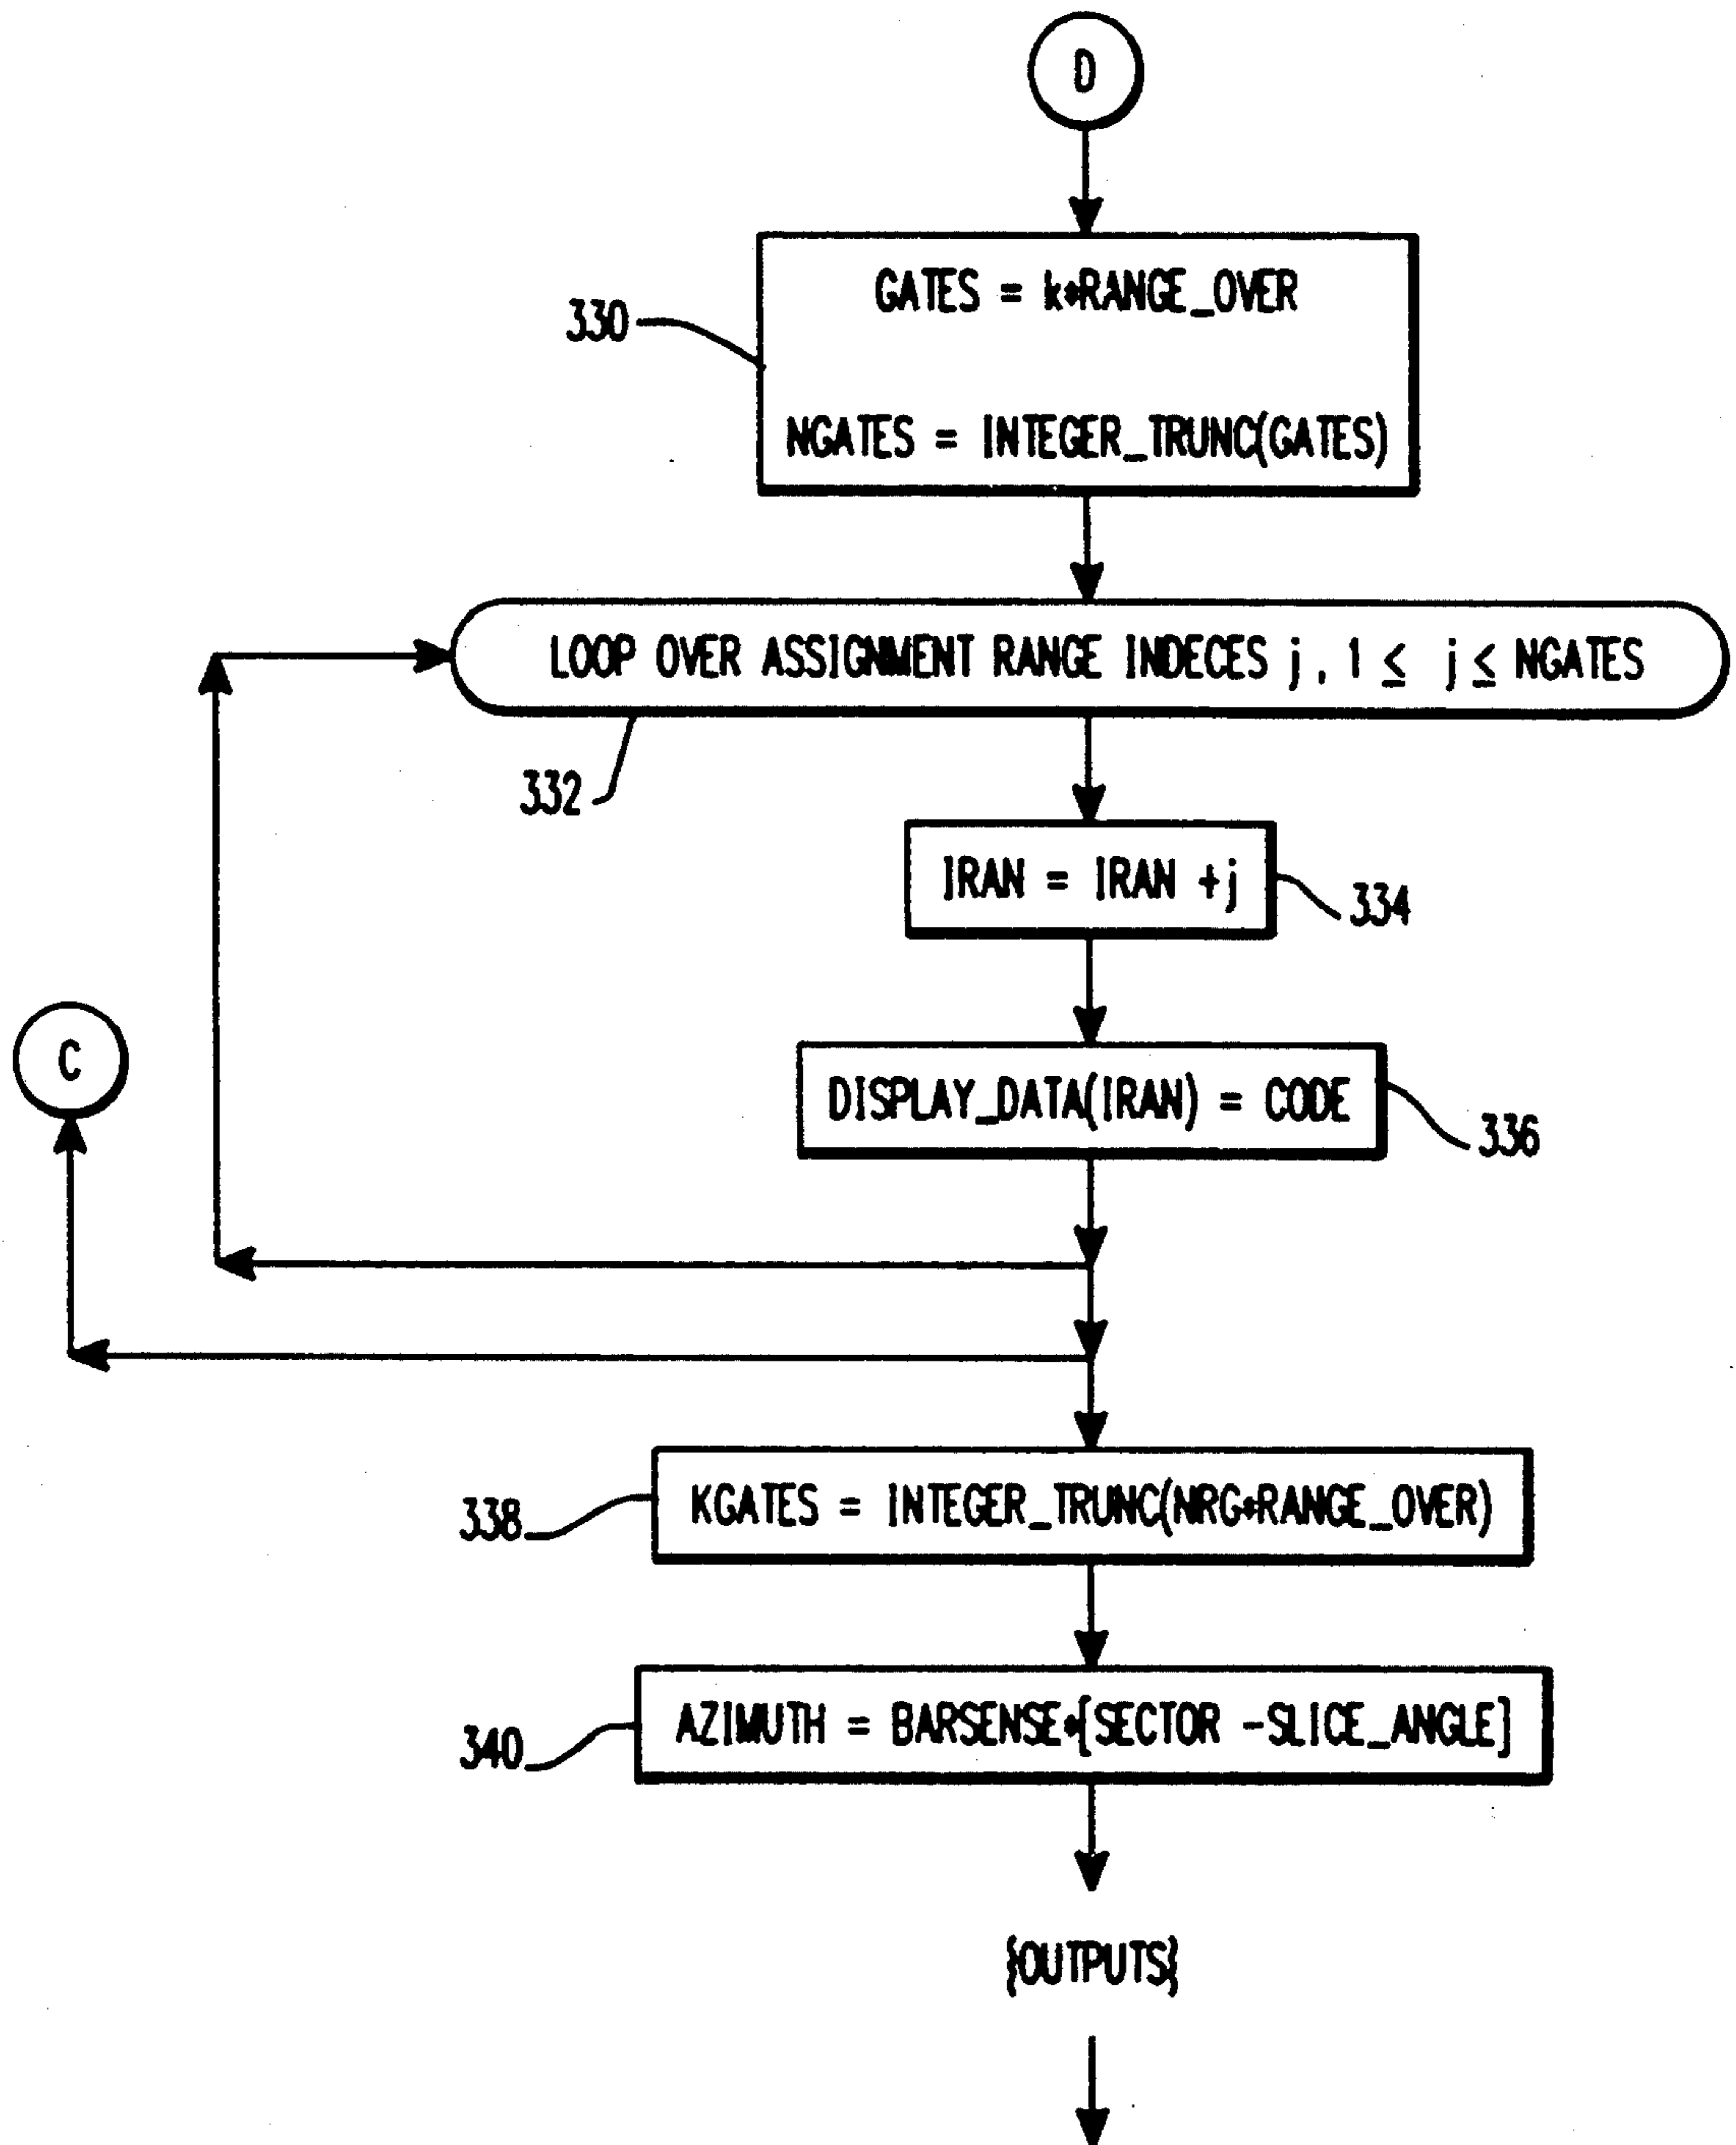 D
GATES = k*RANGE_OVER
330
NGATES = INTEGER_TRUNC(GATES)
LOOP OVER ASSIGNMENT RANGE INDECES j, 1 ≤ j ≤ NGATES
332
IRAN = IRAN +j
334
C
DISPLAY_DATA(IRAN) = CODE
336
KGATES = INTEGER_TRUNC(NRG*RANGE_OVER)
338
AZIMUTH = BARSENSE*[SECTOR -SLICE_ANGLE]
340
}OUTPUTS{